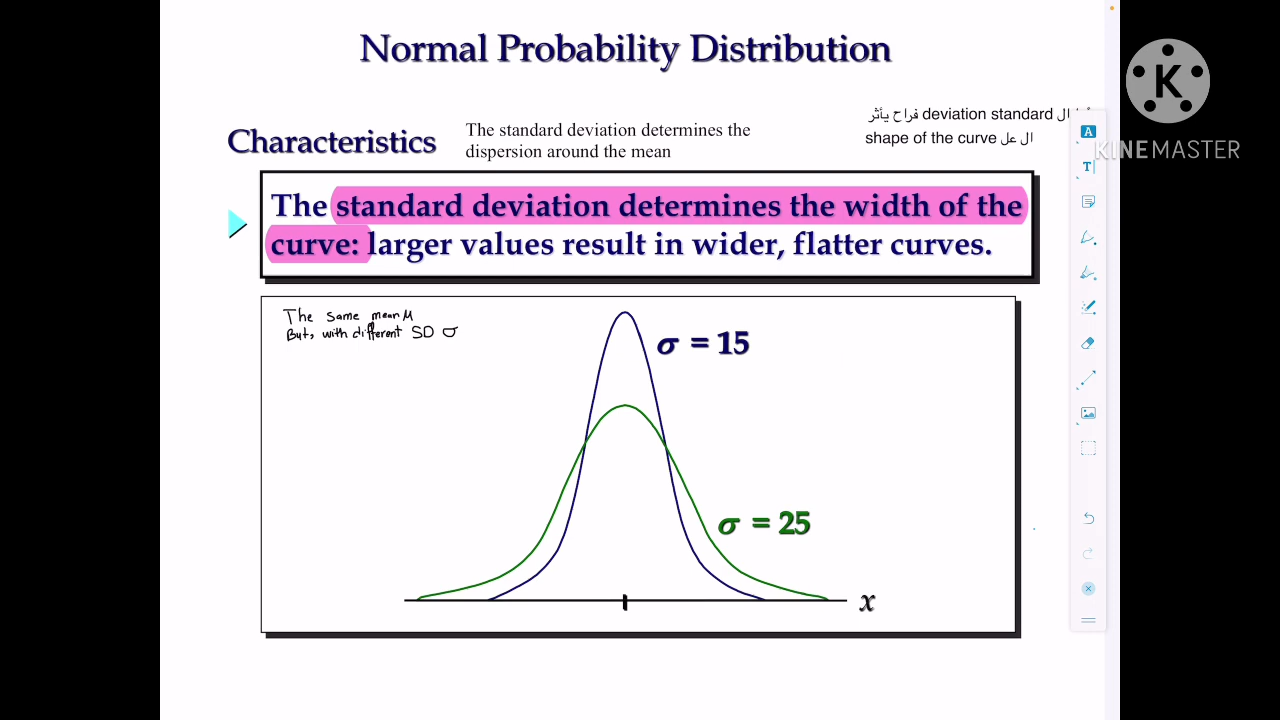 Normal Probability Distribution
Characteristics
The standard deviation determines the
dispersion around the mean
ال deviation standard فراح يأثر
shape of the curve ال عل
The standard deviation determines the width of the
curve: larger values result in wider, flatter curves.
The same mean M
But, with different SD σ
σ = 15
σ = 25
x
A
T
K
KINEMASTER